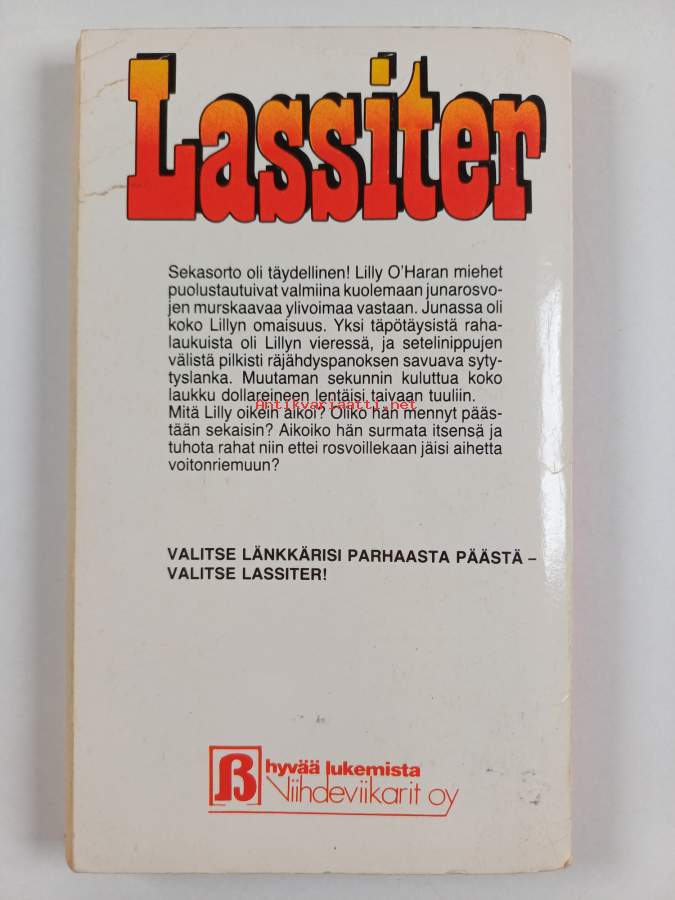 Lassiter
Sekasorto oli täydellinen! Lilly O'Haran miehet
puolustautuivat valmiina kuolemaan junarosvo-
jen murskaavaa ylivoimaa vastaan. Junassa oli
koko Lillyn omaisuus. Yksi täpötäysistä raha-
laukuista oli Lillyn vieressä, ja setelinippujen
välistä pilkisti räjähdyspanoksen savuava syty-
tyslanka. Muutaman sekunnin kuluttua koko
laukku dollareineen lentäisi taivaan tuuliin.
Antikvariaatti.net
Mitä Lilly oikein aikoi? Oliko hän mennyt pääs-
tään sekaisin? Aikoiko hän surmata itsensä ja
tuhota rahat niin ettei rosvoillekaan jäisi aihetta
voitonriemuun?
VALITSE LÄNKKÄRISI PARHAASTA PÄÄSTÄ –
VALITSE LASSITER!
hyvää lukemista
Viihdeviikarit oy